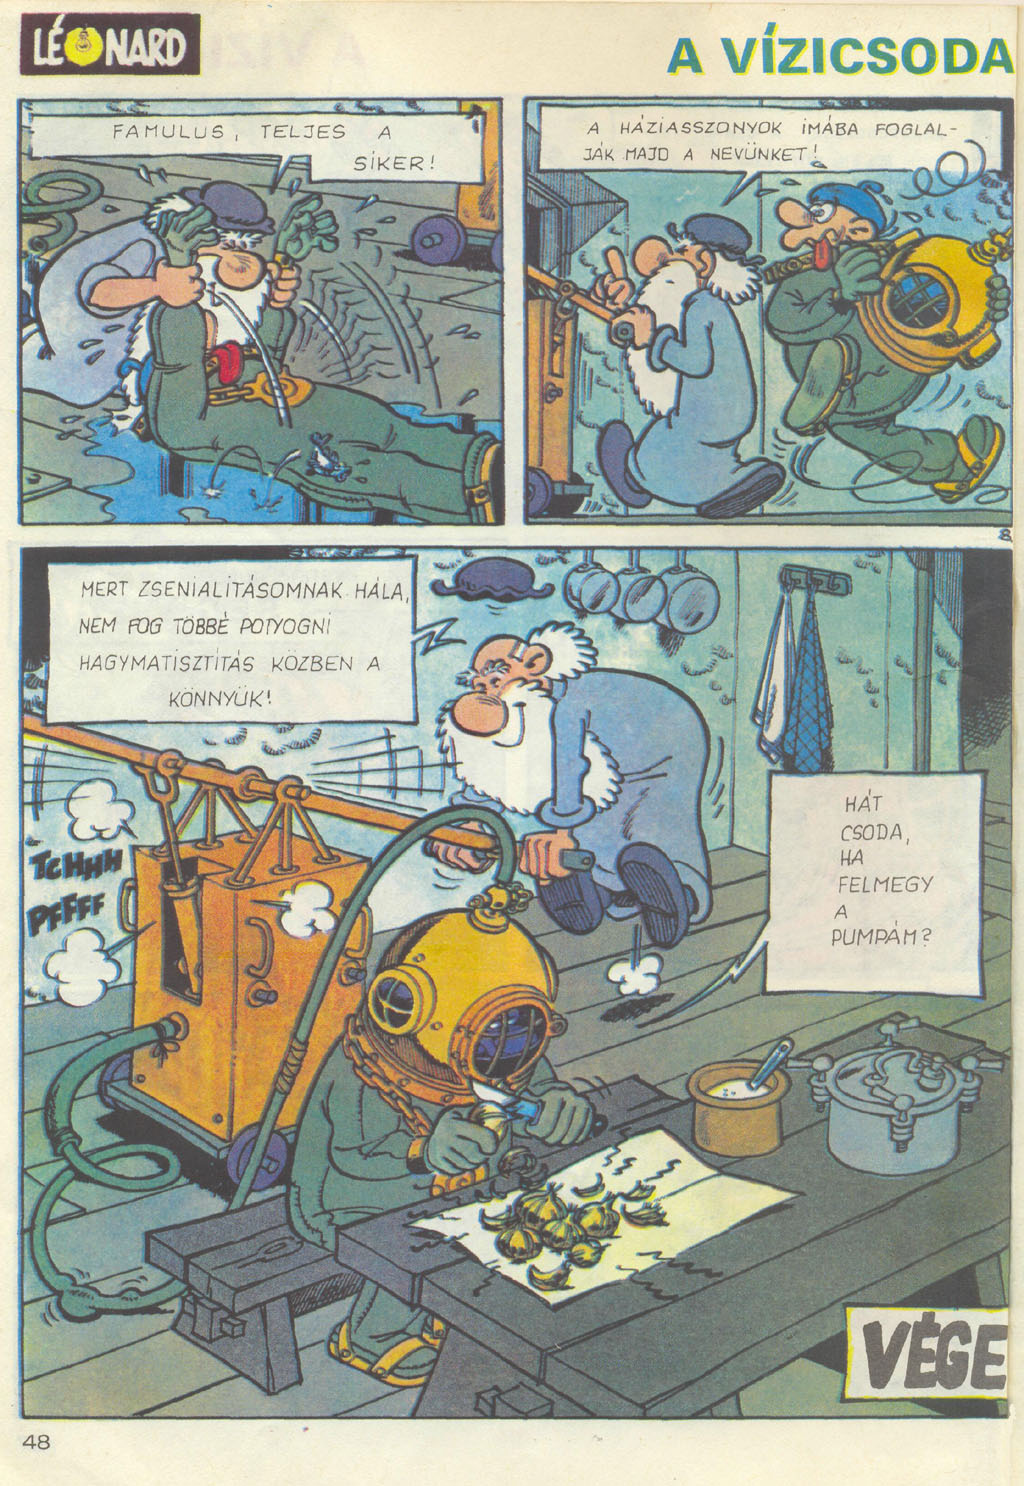 LÉONARD
A VÍZICSODA
FAMULUS, TELJES A
SIKER!
A HÁZIASSZONYOK IMÁBA FOGLAL-
JÁK MAJD A NEVÜNKET!
8
MERT ZSENIALITÁSOMNAK HÁLA,
NEM FOG TÖBBÉ POTYOGNI
HAGYMATISZTÍTÁS KÖZBEN A
KÖNNYÜK!
TCHHH
PFFFF
HÁT
CSODA,
HA
FELMEGY
A
PUMPÁM?
VÉGE
48